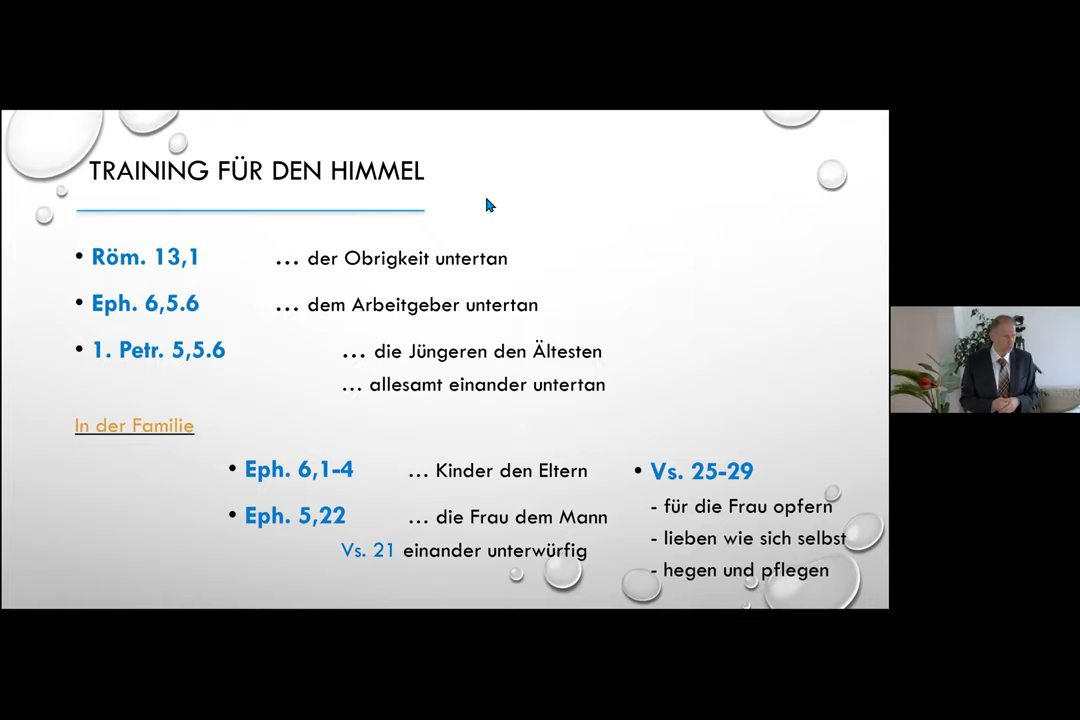 TRAINING FÜR DEN HIMMEL
• Röm. 13,1 … der Obrigkeit untertan
• Eph. 6,5.6 … dem Arbeitgeber untertan
• 1. Petr. 5,5.6 … die Jüngeren den Ältesten
… allesamt einander untertan
In der Familie
• Eph. 6,1-4 … Kinder den Eltern
• Eph. 5,22 … die Frau dem Mann
Vs. 21 einander unterwürfig
• Vs. 25-29
- für die Frau opfern
- lieben wie sich selbst
- hegen und pflegen